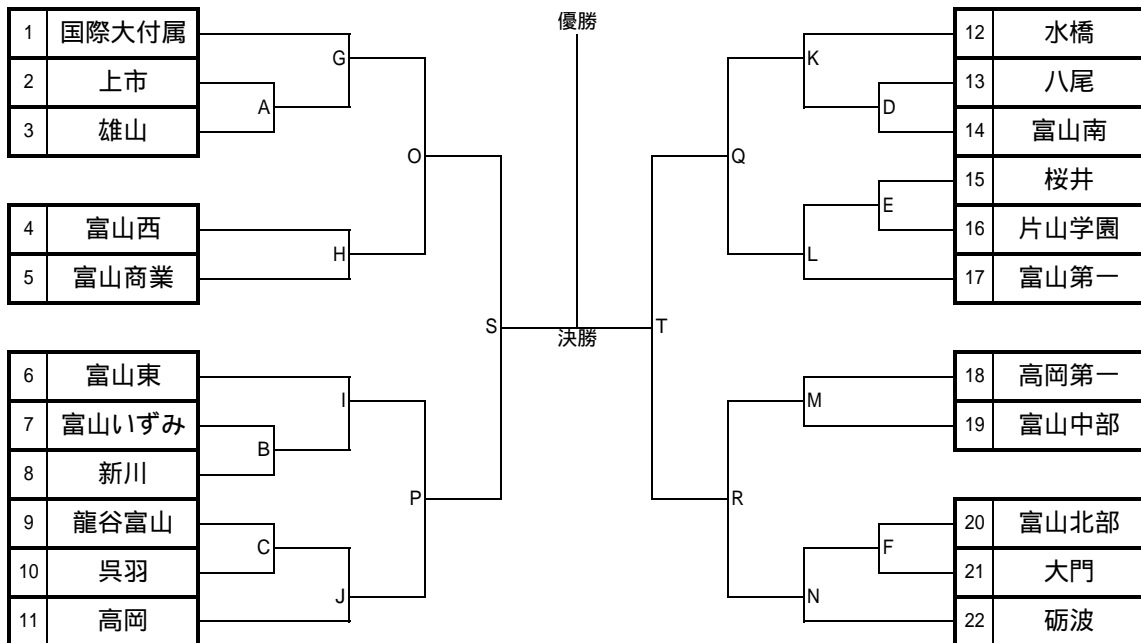 優勝
1 国際大付属
2 上市
3 雄山
4 富山西
5 富山商業
6 富山東
7 富山いずみ
8 新川
9 龍谷富山
10 呉羽
11 高岡
G
A
O
H
S
I
B
P
C
J
決勝
K
D
Q
E
L
T
M
R
F
N
12 水橋
13 八尾
14 富山南
15 桜井
16 片山学園
17 富山第一
18 高岡第一
19 富山中部
20 富山北部
21 大門
22 砺波